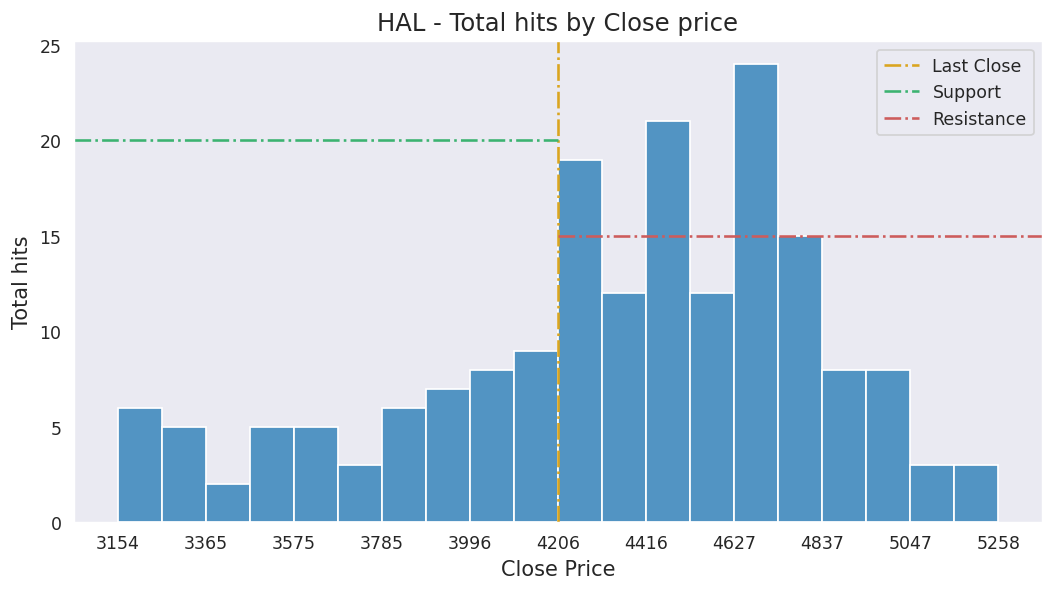 HAL - Total hits by Close price
25
20
15
10
5
0
Total hits
Last Close
Support
Resistance
3154 3365 3575 3785 3996 4206 4416 4627 4837 5047 5258
Close Price